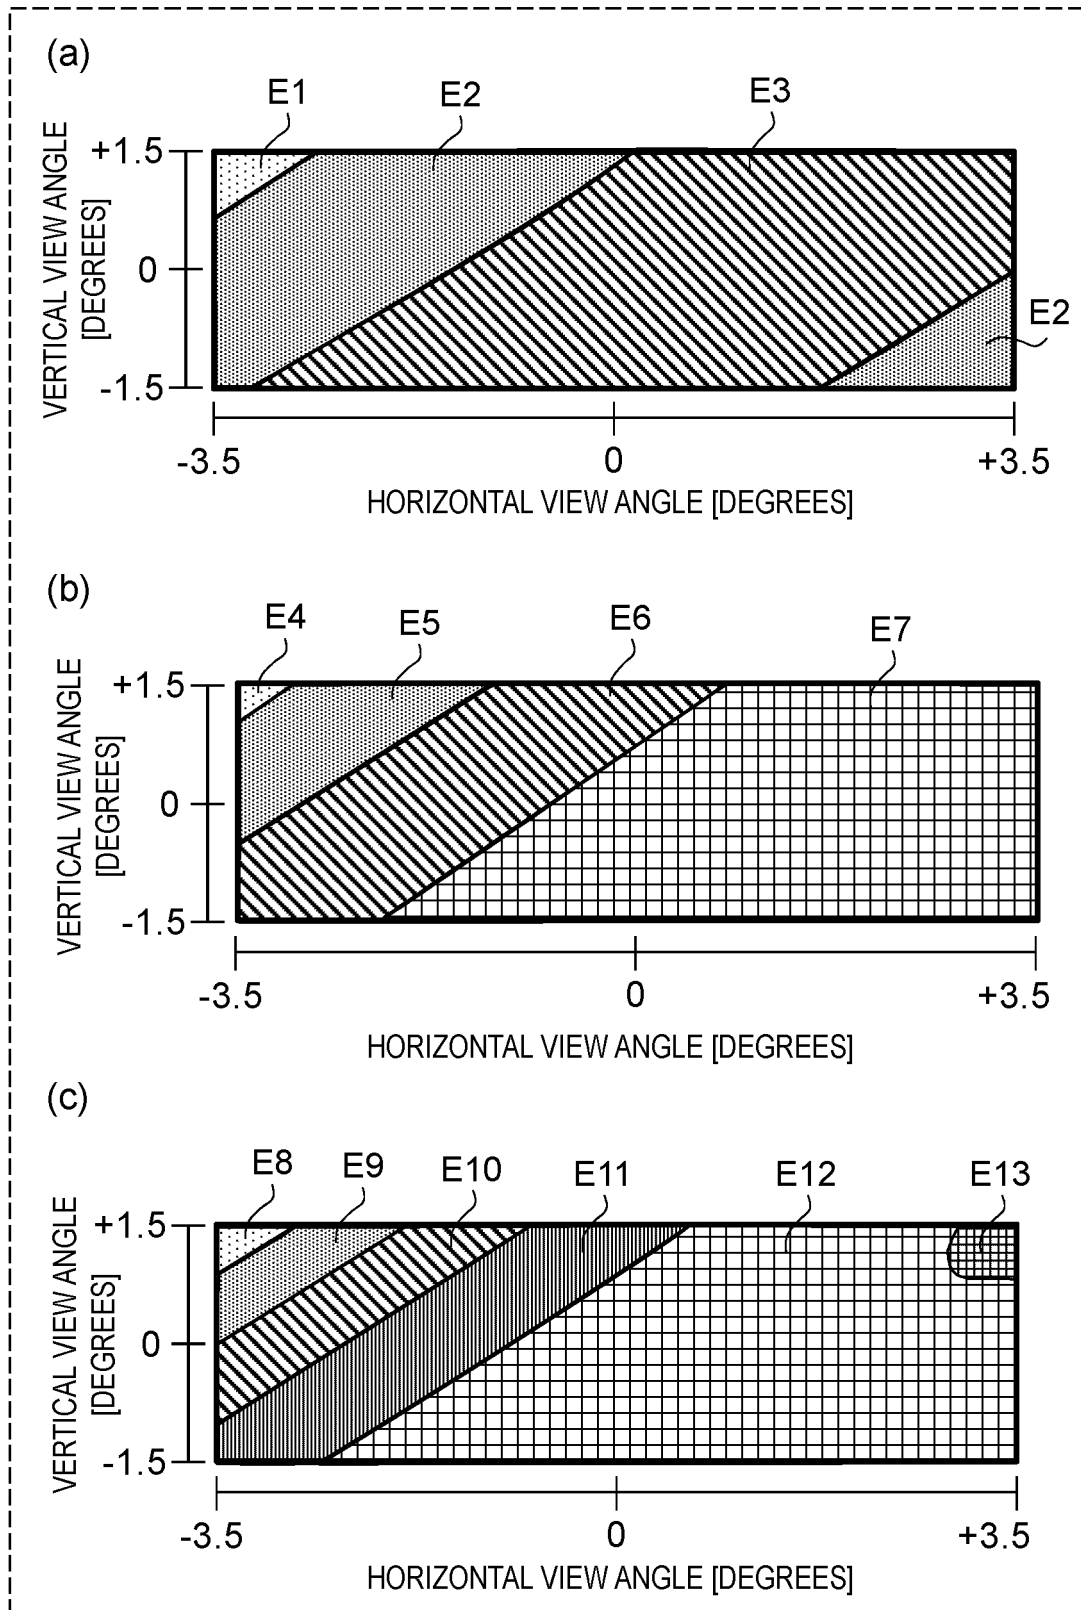 (a)
E1
E2
E3
VERTICAL VIEW ANGLE
[DEGREES]
+1.5
0
-1.5
E2
-3.5
0
+3.5
HORIZONTAL VIEW ANGLE [DEGREES]
(b)
E4
E5
E6
E7
VERTICAL VIEW ANGLE
[DEGREES]
+1.5
0
-1.5
-3.5
0
+3.5
HORIZONTAL VIEW ANGLE [DEGREES]
(c)
E8
E9
E10
E11
E12
E13
VERTICAL VIEW ANGLE
[DEGREES]
+1.5
0
-1.5
-3.5
0
+3.5
HORIZONTAL VIEW ANGLE [DEGREES]